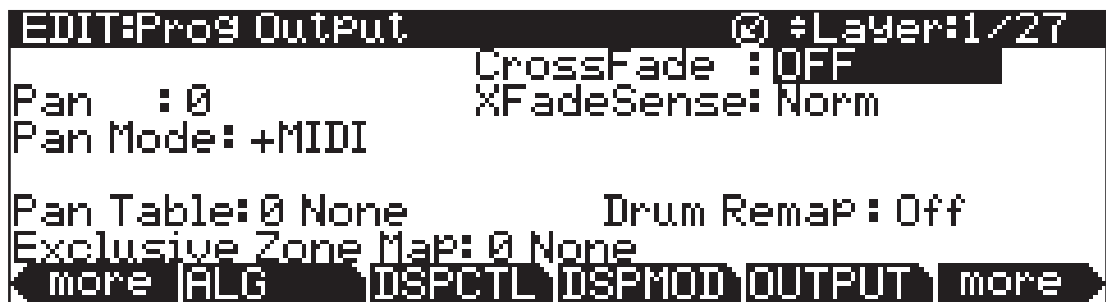 EDIT:Prog Output ⊘ ◆Layer:1/27
CrossFade :OFF
Pan :0 XFadeSense:Norm
Pan Mode:+MIDI
Pan Table:0 None Drum Remap:Off
Exclusive Zone Map:0 None
more ALG DSPCTL DSPMOD OUTPUT more